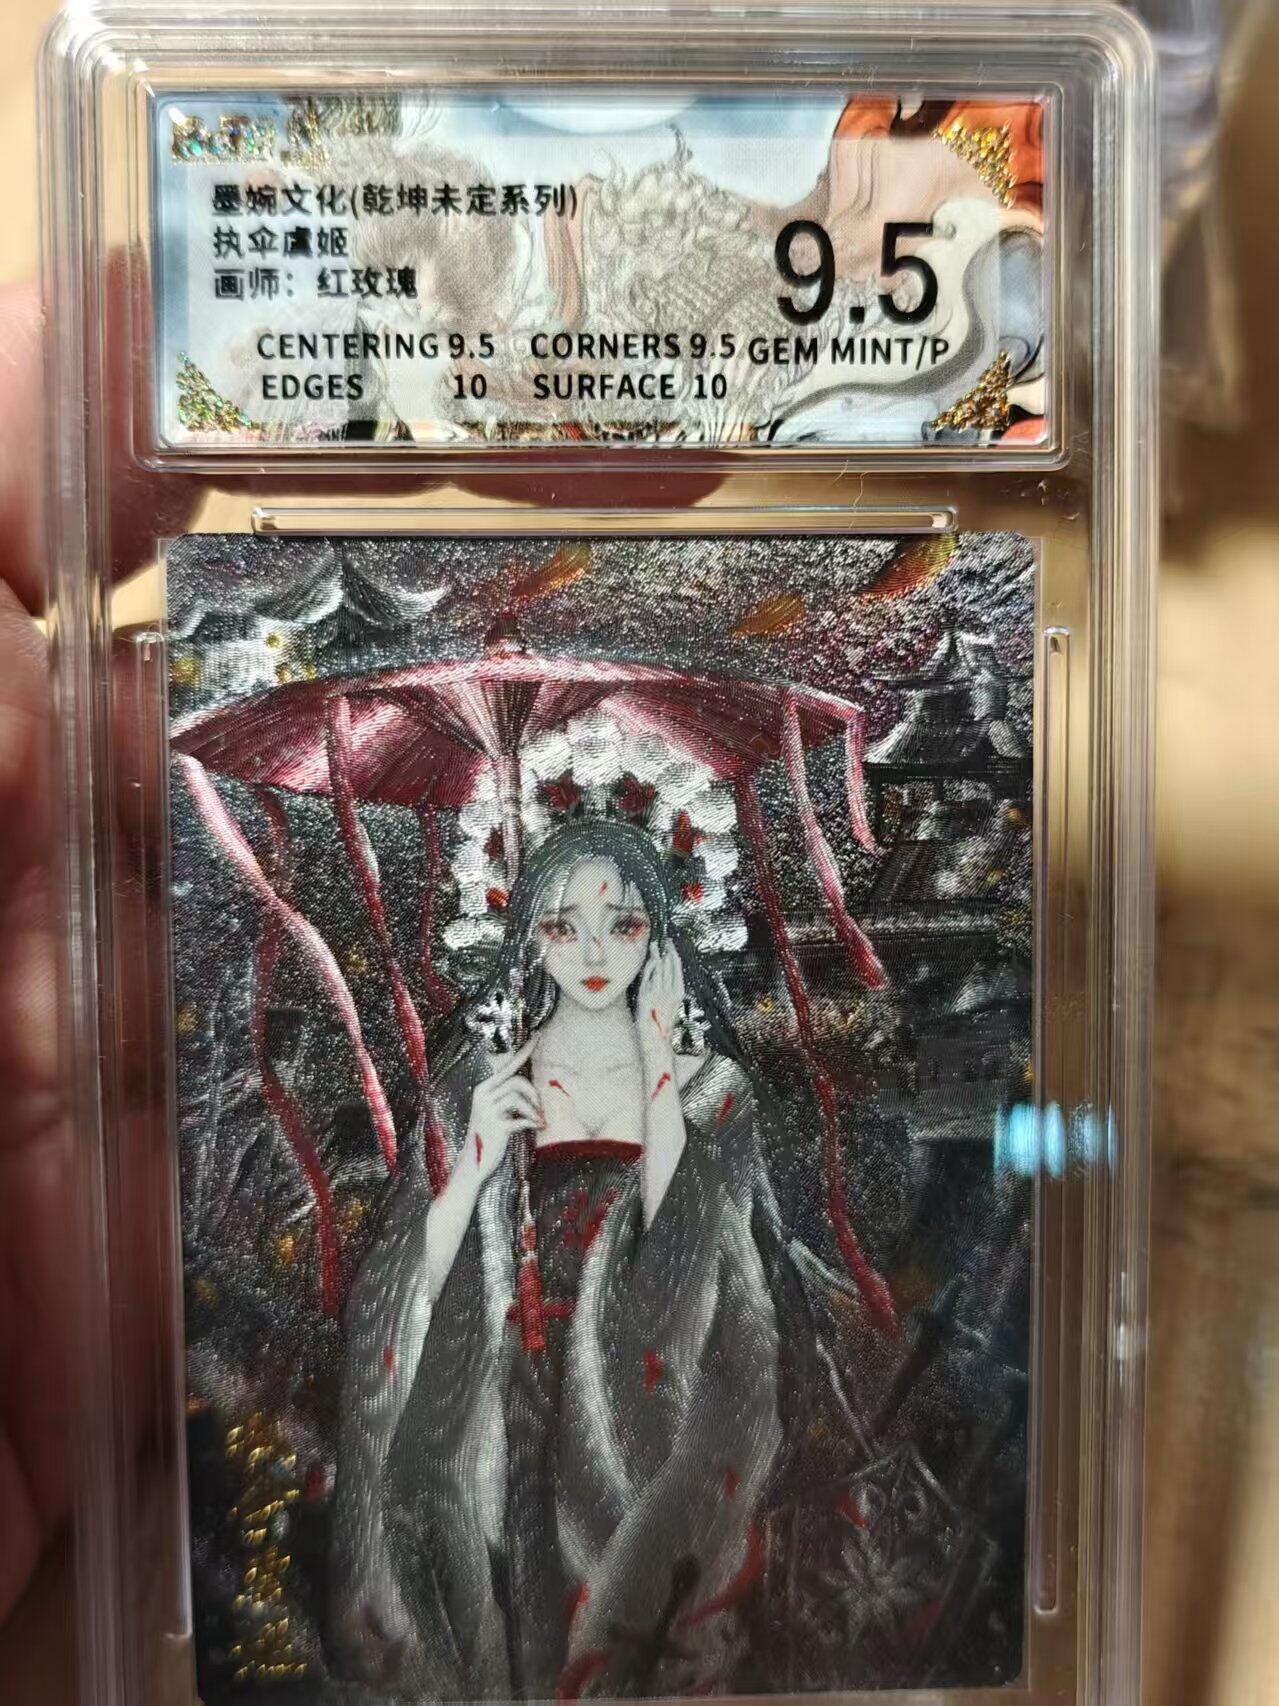 墨婉文化(乾坤未定系列)
执伞虞姬
画师：红玫瑰
9.5
CENTERING 9.5 CORNERS 9.5 GEM MINT/P
EDGES 10 SURFACE 10